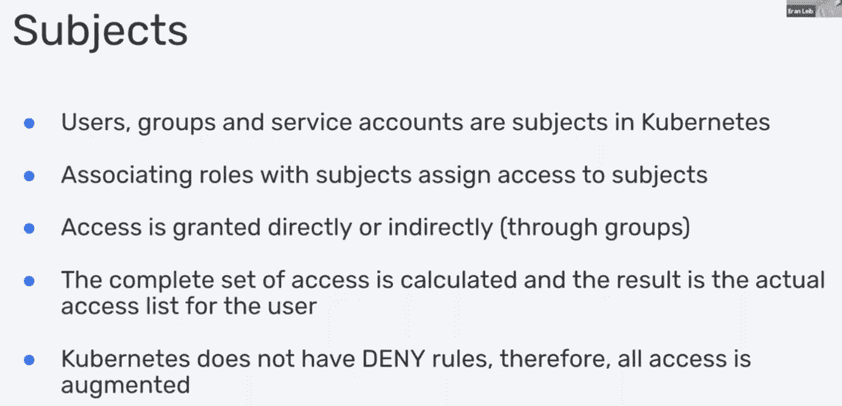 Eran Leib
Subjects
Users, groups and service accounts are subjects in Kubernetes
Associating roles with subjects assign access to subjects
Access is granted directly or indirectly (through groups)
The complete set of access is calculated and the result is the actual
access list for the user
Kubernetes does not have DENY rules, therefore, all access is
augmented